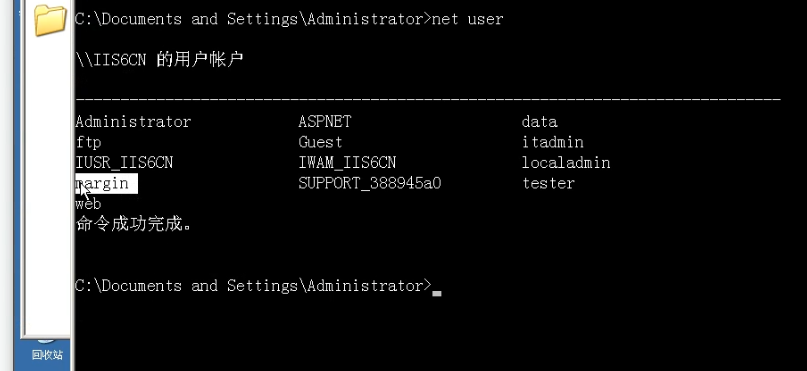 C:\Documents and Settings\Administrator>net user
\\IIS6CN 的用户帐户
-------------------------------------------------------------------------------
Administrator ASPNET data
ftp Guest itadmin
IUSR_IIS6CN IWAM_IIS6CN localadmin
margin SUPPORT_388945a0 tester
web
命令成功完成。
C:\Documents and Settings\Administrator>
回收站